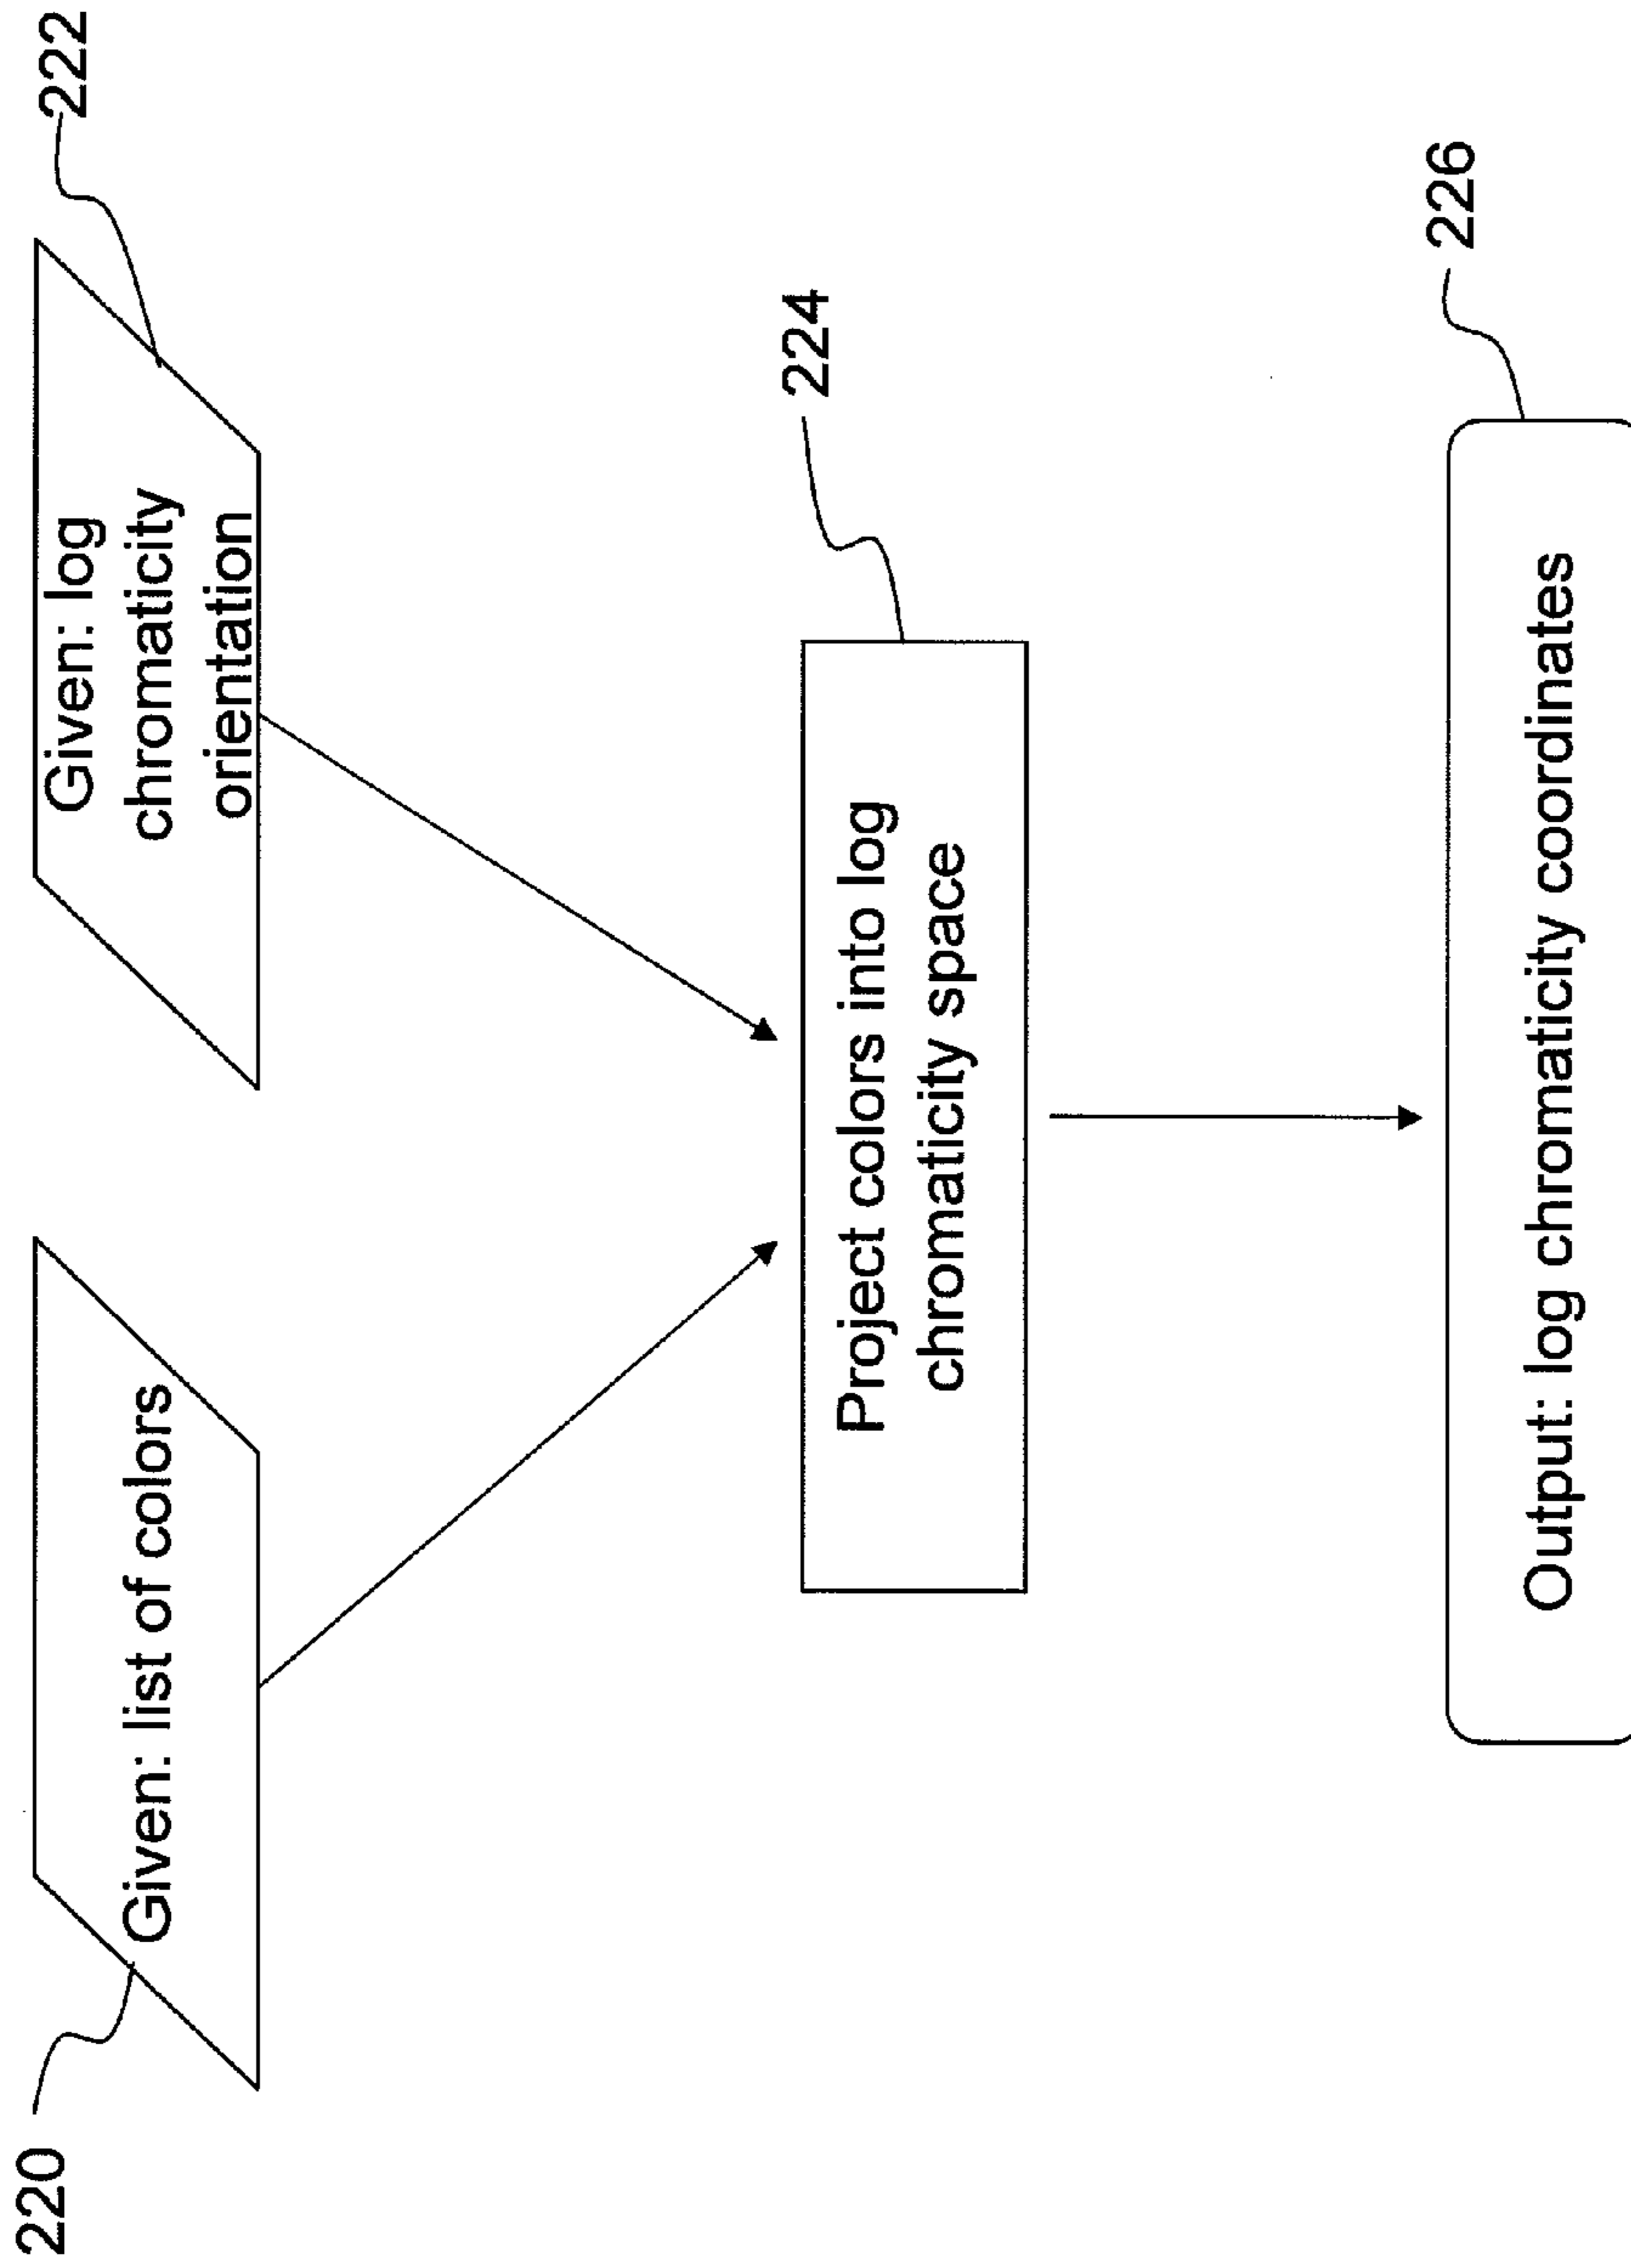 220
Given: list of colors
Given: log
chromaticity
orientation
222
Project colors into log
chromaticity space
224
Output: log chromaticity coordinates
226